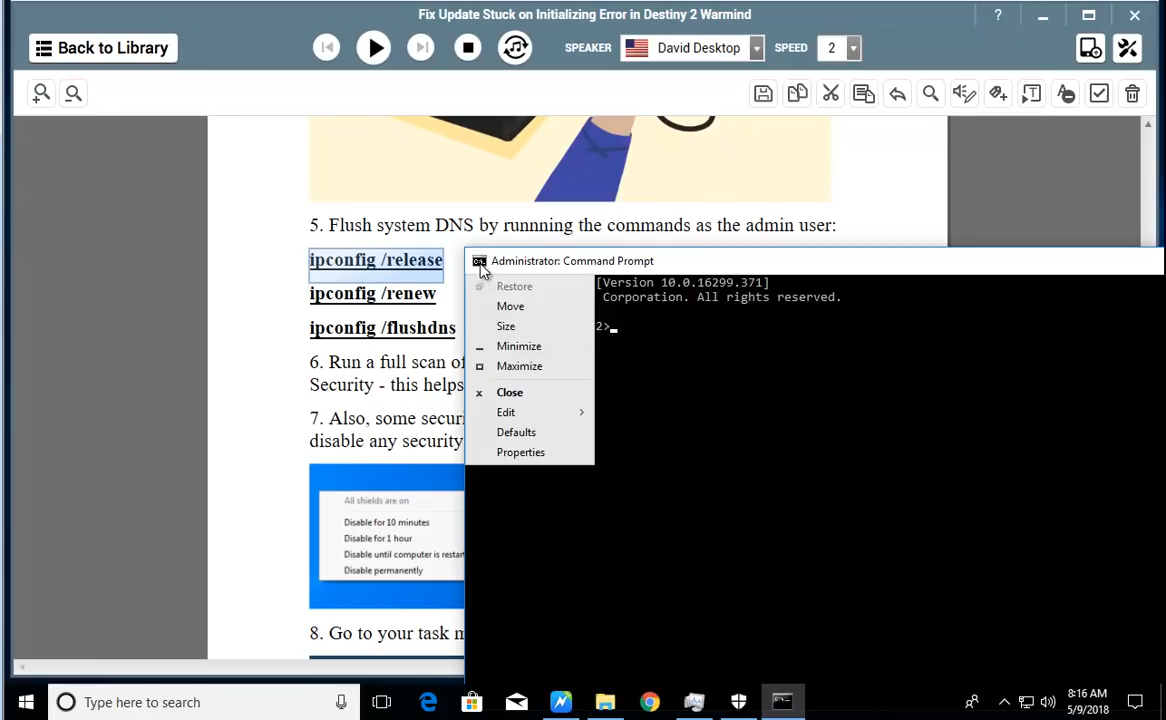 Fix Update Stuck on Initializing Error in Destiny 2 Warmind
?
Back to Library
SPEAKER
David Desktop
SPEED
2
5. Flush system DNS by runnning the commands as the admin user:
ipconfig /release
ipconfig /renew
ipconfig /flushdns
6. Run a full scan of
Security - this helps
7. Also, some securi
disable any security
All shields are on
Disable for 10 minutes
Disable for 1 hour
Disable until computer is restart
Disable permanently
8. Go to your task m
Administrator: Command Prompt
[Version 10.0.16299.371]
Corporation. All rights reserved.
2>
Restore
Move
Size
Minimize
Maximize
Close
Edit
Defaults
Properties
Type here to search
8:16 AM
5/9/2018